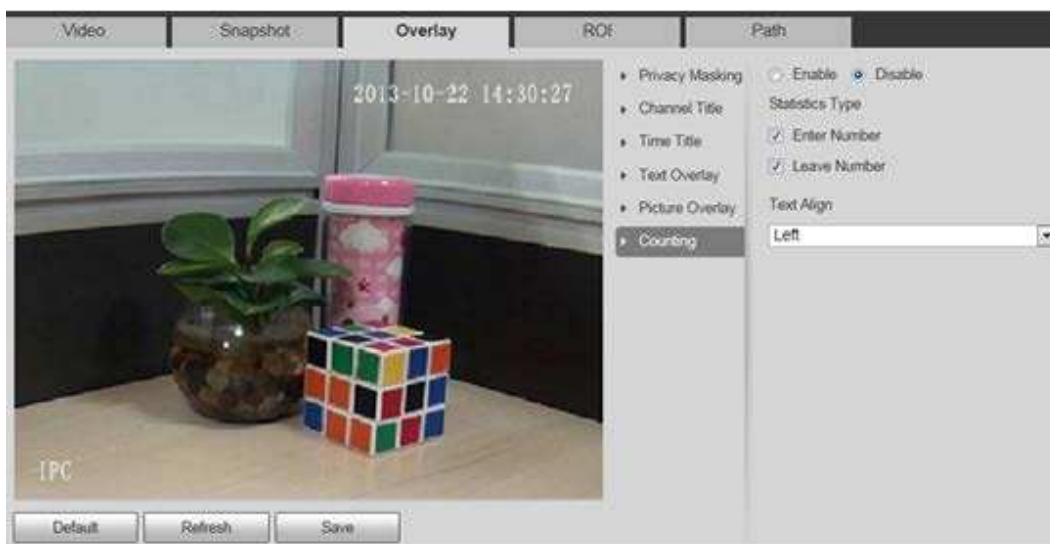 Video
Snapshot
Overlay
ROI
Path
2013-10-22 14:30:27
IPC
Privacy Masking
Channel Title
Time Title
Text Overlay
Picture Overlay
Counting
Enable
Disable
Statistics Type
Enter Number
Leave Number
Text Align
Left
Default
Refresh
Save